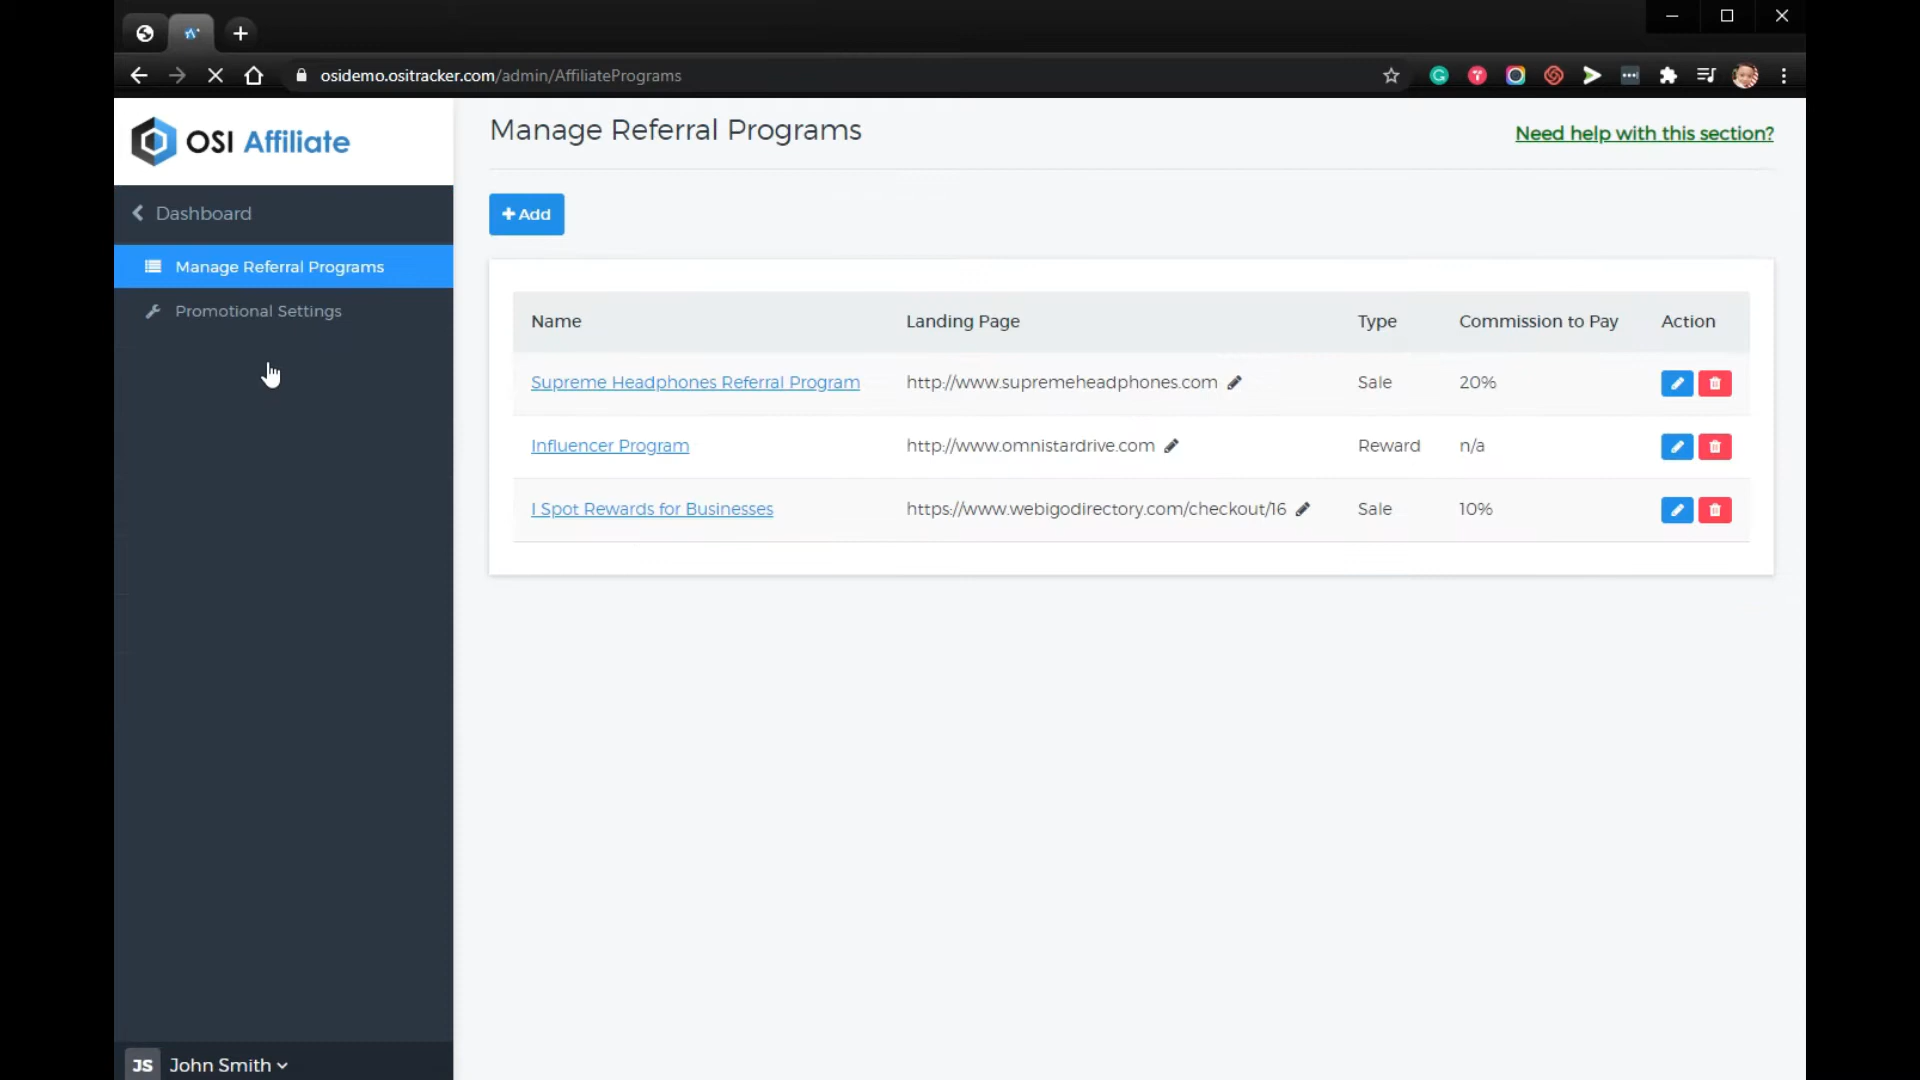 osidemo.ositracker.com/admin/AffiliatePrograms
OSI Affiliate
Manage Referral Programs
Need help with this section?
Dashboard
+ Add
Manage Referral Programs
Promotional Settings
Name Landing Page Type Commission to Pay Action
Supreme Headphones Referral Program http://www.supremeheadphones.com Sale 20%
Influencer Program http://www.omnistardrive.com Reward n/a
I Spot Rewards for Businesses https://www.webigodirectory.com/checkout/16 Sale 10%
JS John Smith